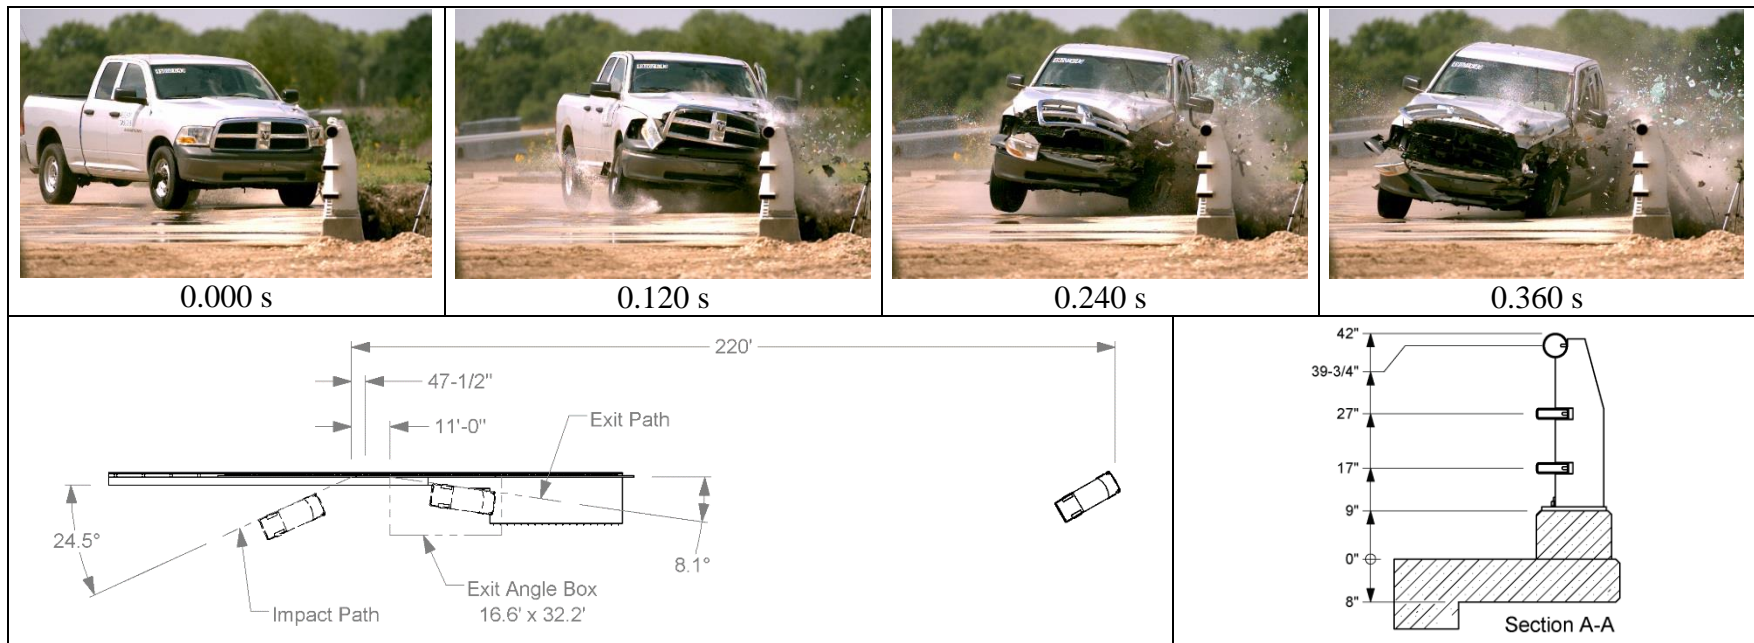 0.000 s
0.120 s
0.240 s
0.360 s
220'
47-1/2"
11'-0"
Exit Path
24.5°
8.1°
Exit Angle Box
16.6' x 32.2'
Impact Path
42"
39-3/4"
27"
17"
9"
0"
8"
Section A-A